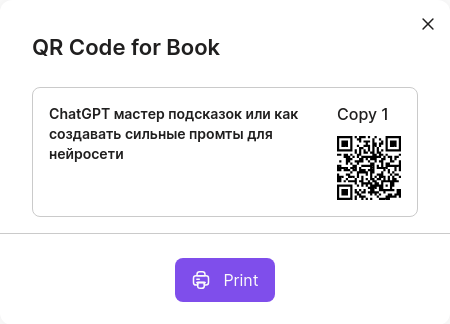 QR Code for Book
ChatGPT мастер подсказок или как
создавать сильные промты для
нейросети
Copy 1
Print